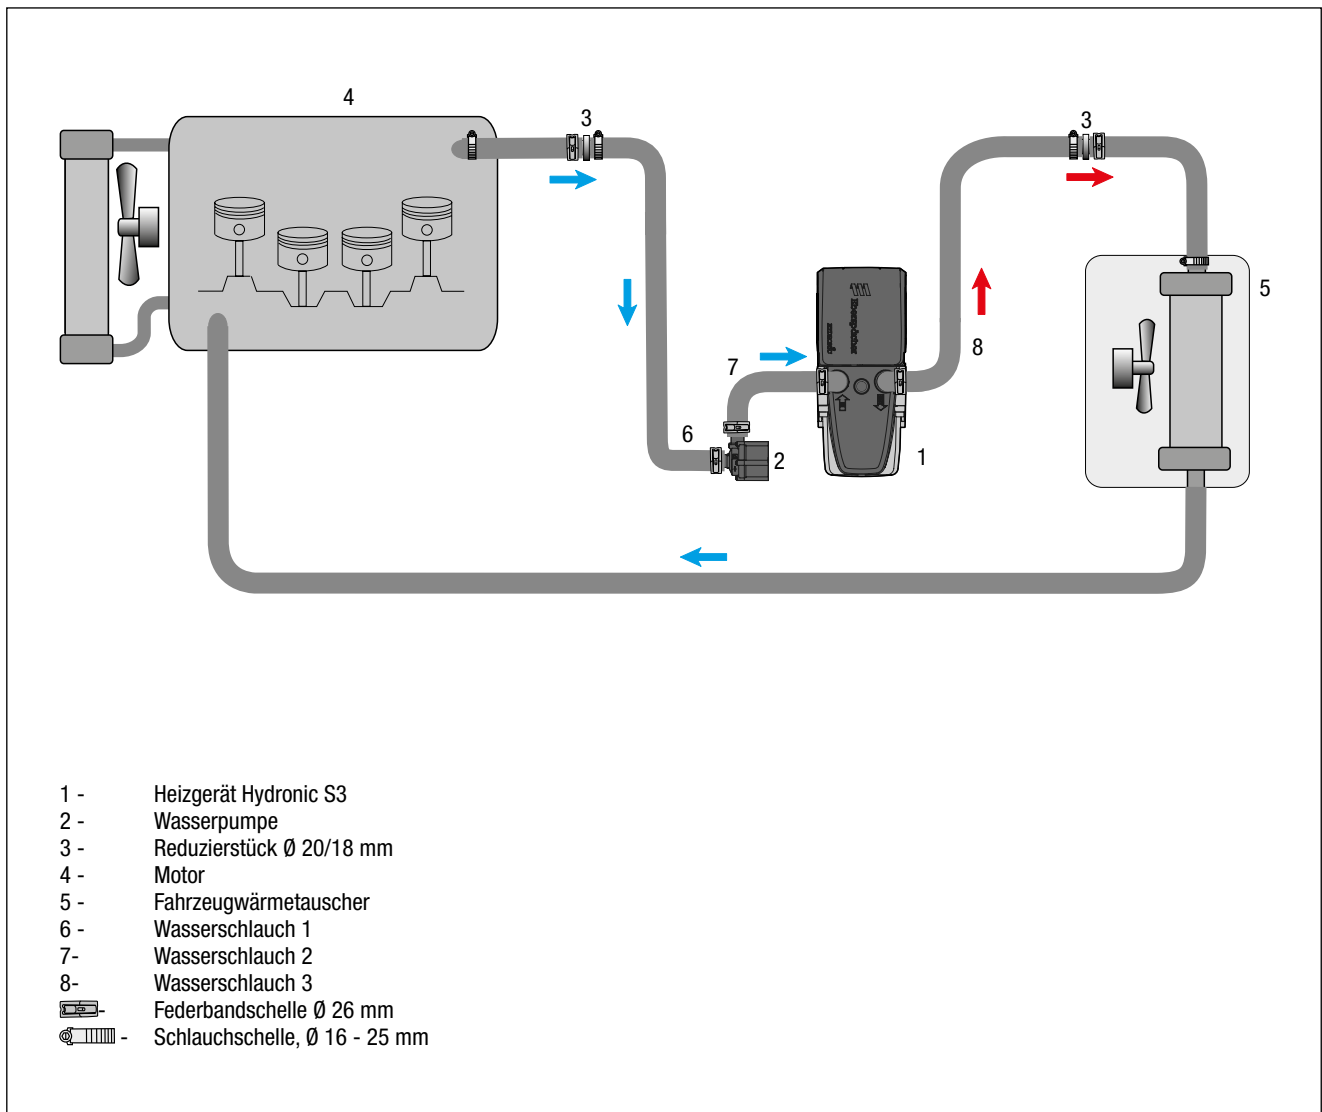 4
3
3
5
8
7
6
2
1
Eberspächer
1 - Heizgerät Hydronic S3
2 - Wasserpumpe
3 - Reduzierstück Ø 20/18 mm
4 - Motor
5 - Fahrzeugwärmetauscher
6 - Wasserschlauch 1
7- Wasserschlauch 2
8- Wasserschlauch 3
- Federbandschelle Ø 26 mm
- Schlauchschelle, Ø 16 - 25 mm